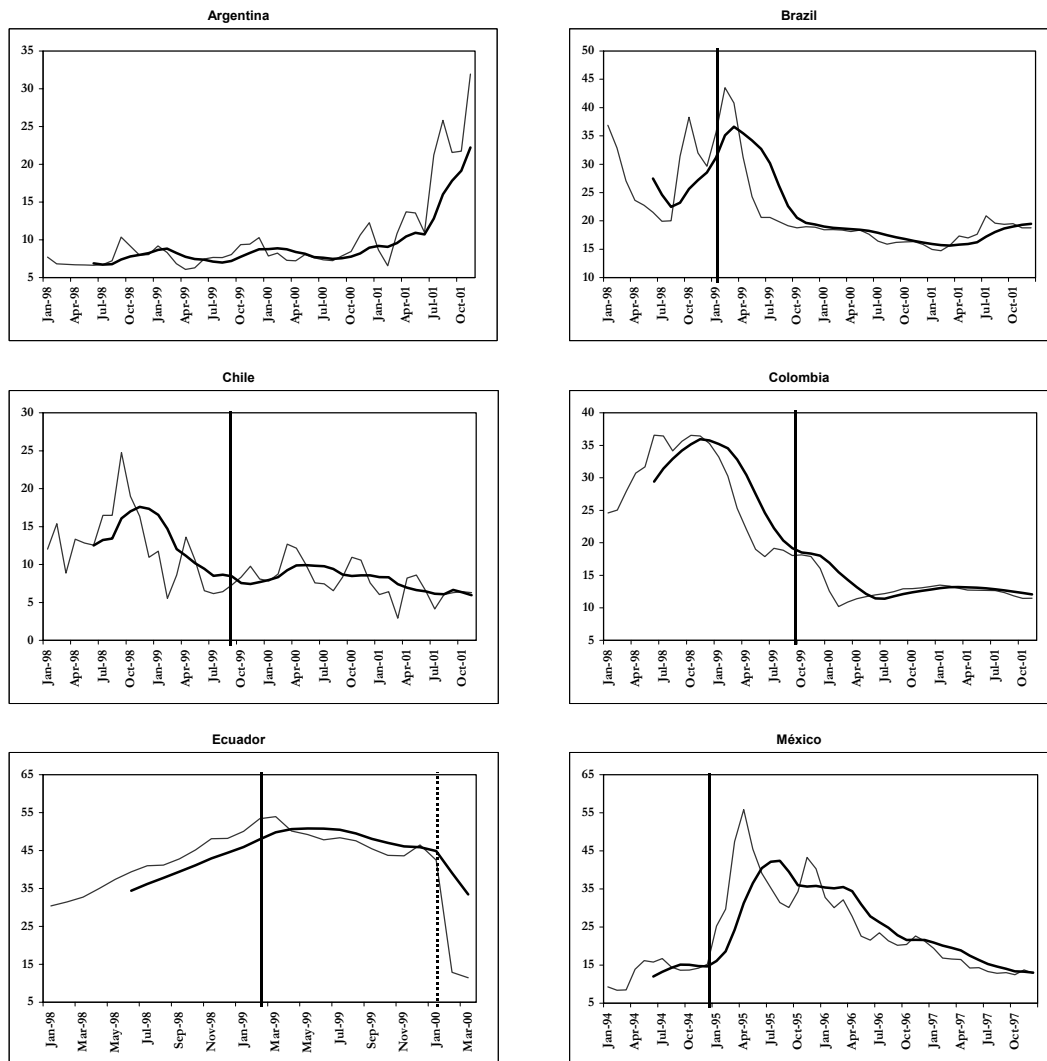 Argentina
35
30
25
20
15
10
5
Jan-98
Apr-98
Jul-98
Oct-98
Jan-99
Apr-99
Jul-99
Oct-99
Jan-00
Apr-00
Jul-00
Oct-00
Jan-01
Apr-01
Jul-01
Oct-01
Brazil
50
45
40
35
30
25
20
15
10
Jan-98
Apr-98
Jul-98
Oct-98
Jan-99
Apr-99
Jul-99
Oct-99
Jan-00
Apr-00
Jul-00
Oct-00
Jan-01
Apr-01
Jul-01
Oct-01
Chile
30
25
20
15
10
5
0
Jan-98
Apr-98
Jul-98
Oct-98
Jan-99
Apr-99
Jul-99
Oct-99
Jan-00
Apr-00
Jul-00
Oct-00
Jan-01
Apr-01
Jul-01
Oct-01
Colombia
40
35
30
25
20
15
10
5
Jan-98
Apr-98
Jul-98
Oct-98
Jan-99
Apr-99
Jul-99
Oct-99
Jan-00
Apr-00
Jul-00
Oct-00
Jan-01
Apr-01
Jul-01
Oct-01
Ecuador
65
55
45
35
25
15
5
Jan-98
Mar-98
May-98
Jul-98
Sep-98
Nov-98
Jan-99
Mar-99
May-99
Jul-99
Sep-99
Nov-99
Jan-00
Mar-00
México
65
55
45
35
25
15
5
Jan-94
Apr-94
Jul-94
Oct-94
Jan-95
Apr-95
Jul-95
Oct-95
Jan-96
Apr-96
Jul-96
Oct-96
Jan-97
Apr-97
Jul-97
Oct-97